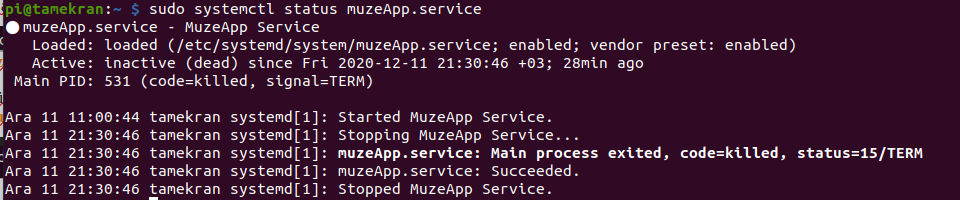 pi@tamekran:~ $ sudo systemctl status muzeApp.service
● muzeApp.service - MuzeApp Service
Loaded: loaded (/etc/systemd/system/muzeApp.service; enabled; vendor preset: enabled)
Active: inactive (dead) since Fri 2020-12-11 21:30:46 +03; 28min ago
Main PID: 531 (code=killed, signal=TERM)
Ara 11 11:00:44 tamekran systemd[1]: Started MuzeApp Service.
Ara 11 21:30:46 tamekran systemd[1]: Stopping MuzeApp Service...
Ara 11 21:30:46 tamekran systemd[1]: muzeApp.service: Main process exited, code=killed, status=15/TERM
Ara 11 21:30:46 tamekran systemd[1]: muzeApp.service: Succeeded.
Ara 11 21:30:46 tamekran systemd[1]: Stopped MuzeApp Service.